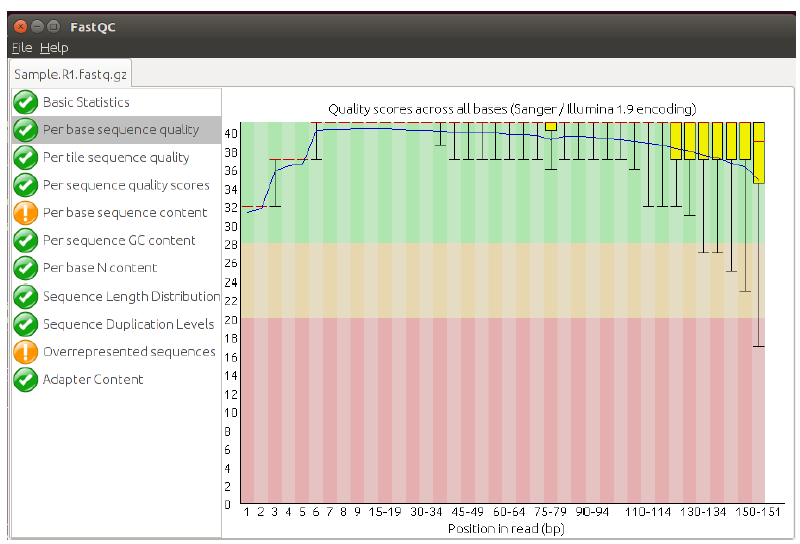 FastQC
File Help
Sample.R1.fastq.gz
Basic Statistics
Per base sequence quality
Per tile sequence quality
Per sequence quality scores
Per base sequence content
Per sequence GC content
Per base N content
Sequence Length Distribution
Sequence Duplication Levels
Overrepresented sequences
Adapter Content
Quality scores across all bases (Sanger / Illumina 1.9 encoding)
40
38
36
34
32
30
28
26
24
22
20
18
16
14
12
10
8
6
4
2
0
1 2 3 4 5 6 7 8 9 15-19 30-34 45-49 60-64 75-79 90-94 110-114 130-134 150-151
Position in read (bp)